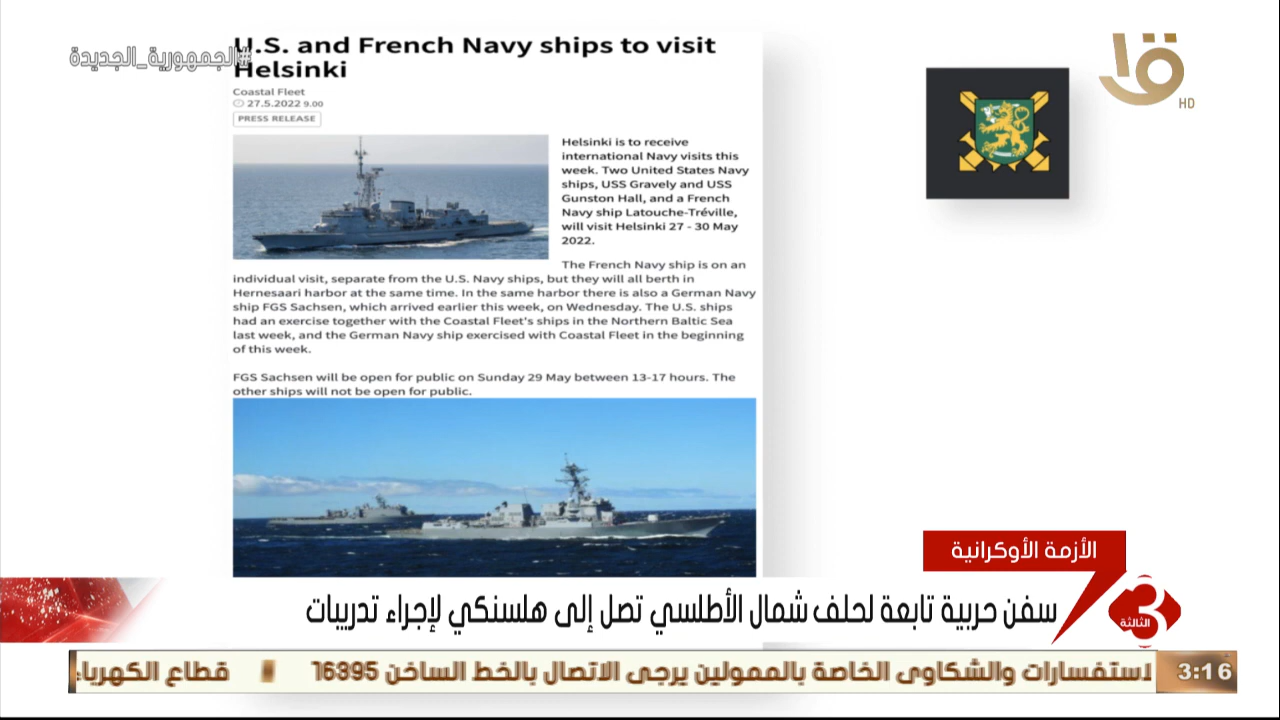 #الجمهورية_الجديدة
U.S. and French Navy ships to visit
Helsinki
Coastal Fleet
27.5.2022 9.00
PRESS RELEASE
Helsinki is to receive
international Navy visits this
week. Two United States Navy
ships, USS Gravely and USS
Gunston Hall, and a French
Navy ship Latouche-Tréville,
will visit Helsinki 27 - 30 May
2022.
The French Navy ship is on an
individual visit, separate from the U.S. Navy ships, but they will all berth in
Hernesaari harbor at the same time. In the same harbor there is also a German Navy
ship FGS Sachsen, which arrived earlier this week, on Wednesday. The U.S. ships
had an exercise together with the Coastal Fleet's ships in the Northern Baltic Sea
last week, and the German Navy ship exercised with Coastal Fleet in the beginning
of this week.
FGS Sachsen will be open for public on Sunday 29 May between 13-17 hours. The
other ships will not be open for public.
HD
الأزمة الأوكرانية
سفن حربية تابعة لحلف شمال الأطلسي تصل إلى هلسنكي لإجراء تدريبات
3
الثالثة
لاستفسارات والشكاوى الخاصة بالممولين يرجى الاتصال بالخط الساخن 16395
قطاع الكهرباء
3:16